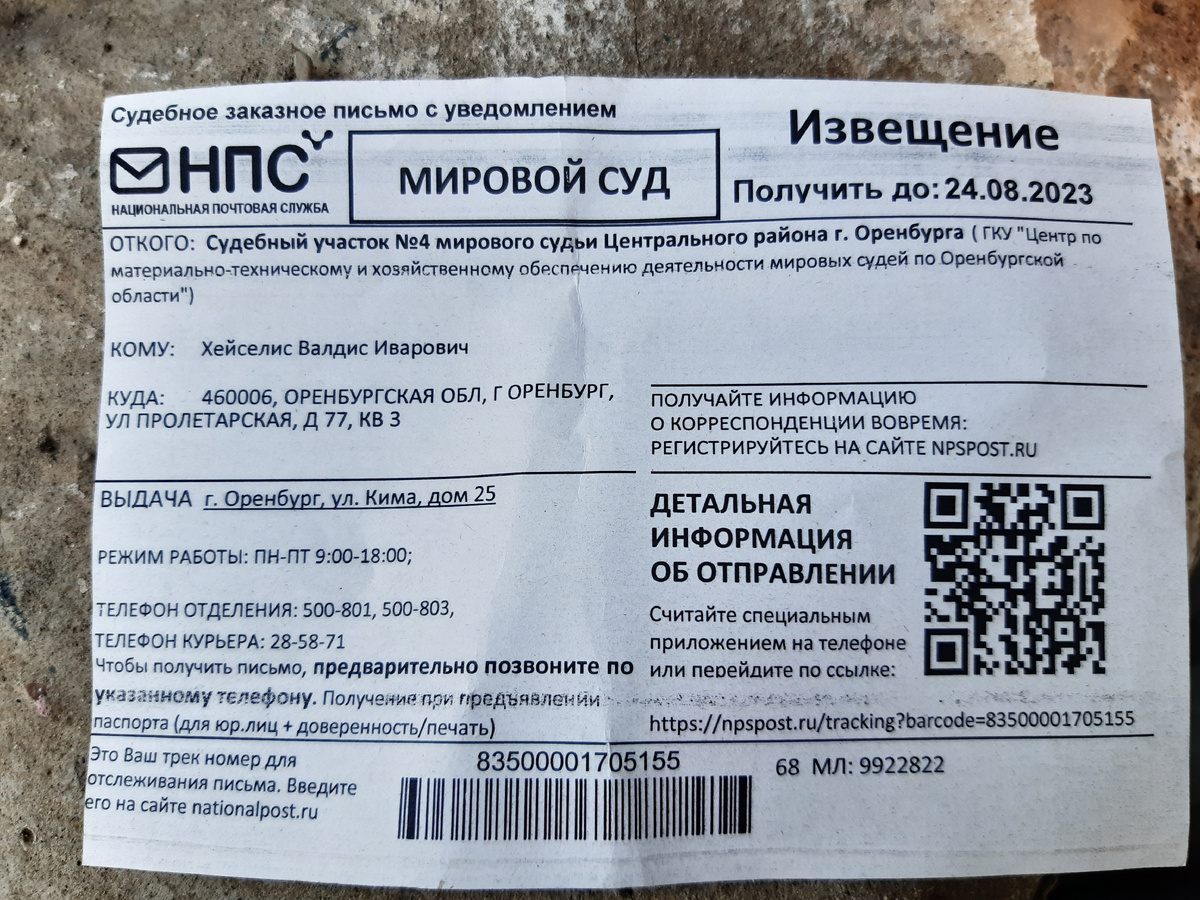 Судебное заказное письмо с уведомлением
НПС
НАЦИОНАЛЬНАЯ ПОЧТОВАЯ СЛУЖБА
МИРОВОЙ СУД
Извещение
Получить до: 24.08.2023
ОТКОГО: Судебный участок №4 мирового судьи Центрального района г. Оренбурга ( ГКУ "Центр по
материально-техническому и хозяйственному обеспечению деятельности мировых судей по Оренбургской
области")
КОМУ: Хейселис Валдис Иварович
КУДА: 460006, ОРЕНБУРГСКАЯ ОБЛ, Г ОРЕНБУРГ,
УЛ ПРОЛЕТАРСКАЯ, Д 77, КВ 3
ПОЛУЧАЙТЕ ИНФОРМАЦИЮ
О КОРРЕСПОНДЕНЦИИ ВОВРЕМЯ:
РЕГИСТРИРУЙТЕСЬ НА САЙТЕ NPSPOST.RU
ВЫДАЧА г. Оренбург, ул. Кима, дом 25
РЕЖИМ РАБОТЫ: ПН-ПТ 9:00-18:00;
ТЕЛЕФОН ОТДЕЛЕНИЯ: 500-801, 500-803,
ТЕЛЕФОН КУРЬЕРА: 28-58-71
Чтобы получить письмо, предварительно позвоните по
указанному телефону. Получение при предъявлении
паспорта (для юр.лиц + доверенность/печать)
ДЕТАЛЬНАЯ
ИНФОРМАЦИЯ
ОБ ОТПРАВЛЕНИИ
Считайте специальным
приложением на телефоне
или перейдите по ссылке:
https://npspost.ru/tracking?barcode=83500001705155
Это Ваш трек номер для
отслеживания письма. Введите
его на сайте nationalpost.ru
83500001705155
68 МЛ: 9922822